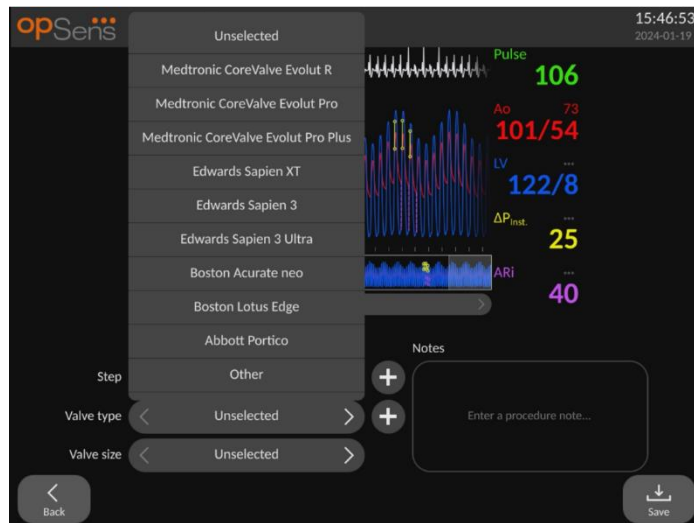 opSens
15:46:53
2024-01-19
Unselected
Medtronic CoreValve Evolut R
Medtronic CoreValve Evolut Pro
Medtronic CoreValve Evolut Pro Plus
Edwards Sapien XT
Edwards Sapien 3
Edwards Sapien 3 Ultra
Boston Acurate neo
Boston Lotus Edge
Abbott Portico
Other
Pulse
106
Ao 73
101/54
LV ---
122/8
ΔPInst. ---
25
ARi ---
40
Step
Valve type Unselected
Valve size Unselected
Notes
Enter a procedure note...
Back
Save